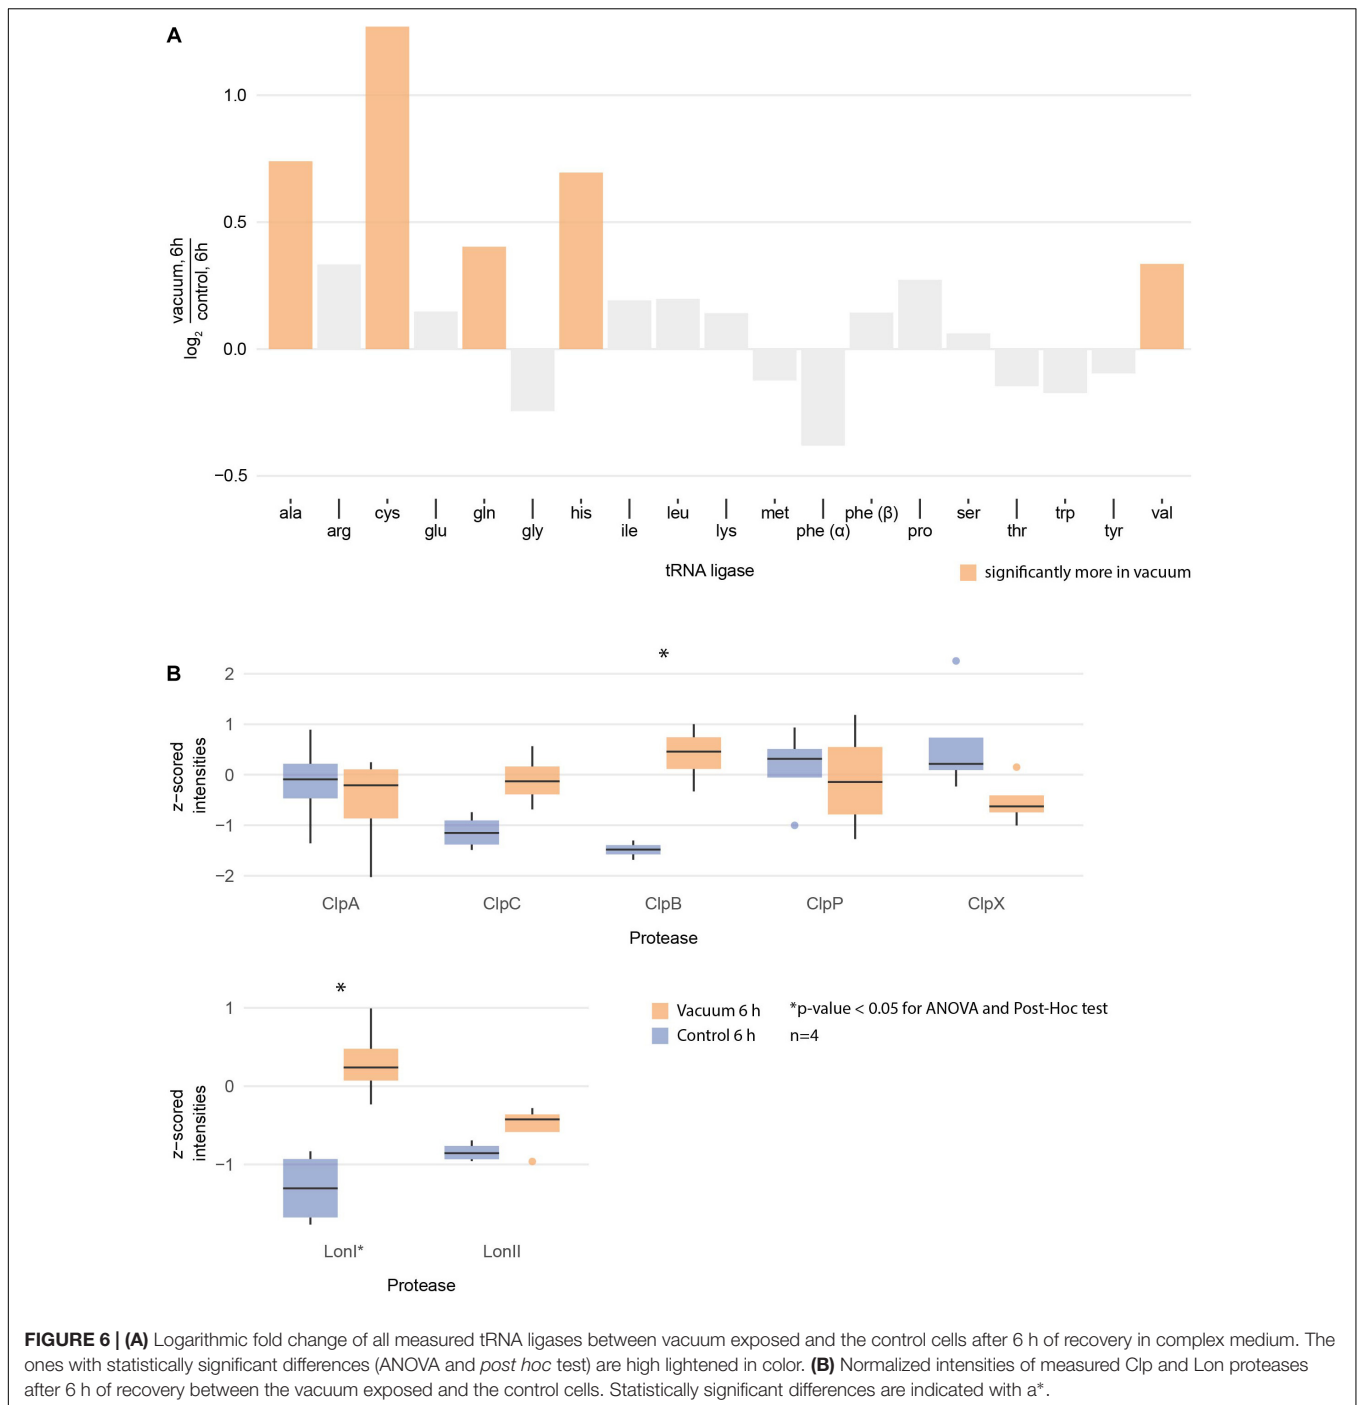 A
1.0
0.5
0.0
−0.5
log2 vacuum, 6h
control, 6h
ala arg cys glu gln gly his ile leu lys met phe (α) phe (β) pro ser thr trp tyr val
tRNA ligase
significantly more in vacuum
B
*
2
1
0
−1
−2
z−scored
intensities
ClpA ClpC ClpB ClpP ClpX
Protease
*
1
0
−1
z−scored
intensities
LonI* LonII
Protease
Vacuum 6 h *p-value < 0.05 for ANOVA and Post-Hoc test
Control 6 h n=4
FIGURE 6 | (A) Logarithmic fold change of all measured tRNA ligases between vacuum exposed and the control cells after 6 h of recovery in complex medium. The
ones with statistically significant differences (ANOVA and post hoc test) are high lightened in color. (B) Normalized intensities of measured Clp and Lon proteases
after 6 h of recovery between the vacuum exposed and the control cells. Statistically significant differences are indicated with a*.